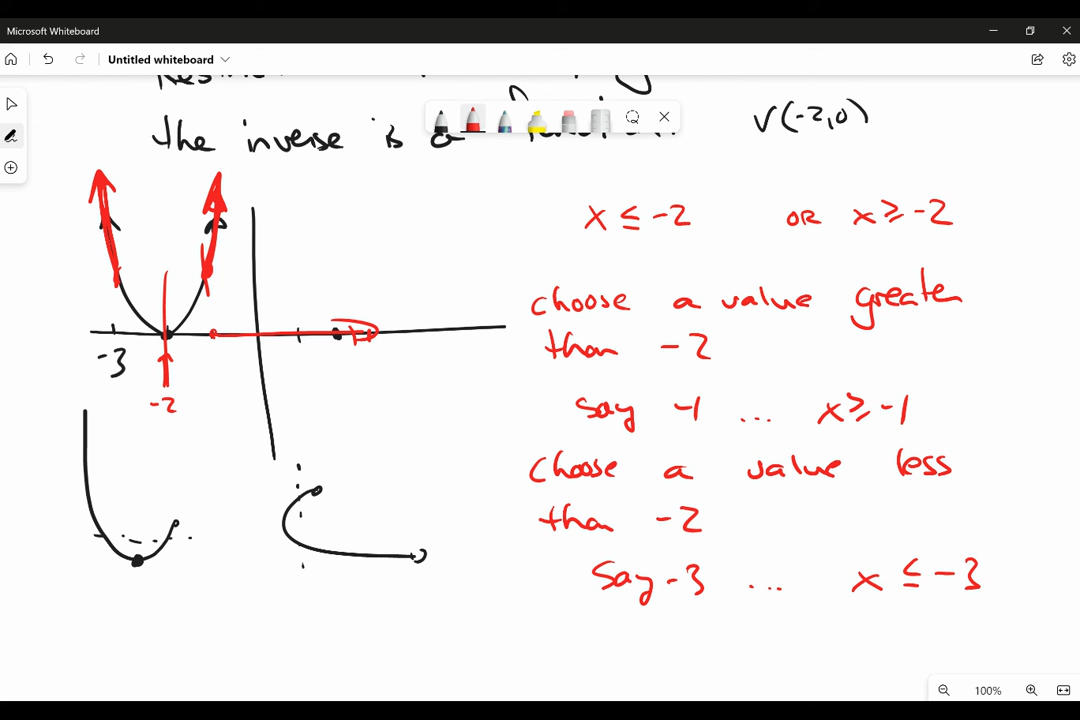 Microsoft Whiteboard
Untitled whiteboard
the inverse is a
V(-2,0)
x ≤ -2 OR x ≥ -2
choose a value greater
than -2
say -1 ... x ≥ -1
choose a value less
than -2
say -3 ... x ≤ -3
-3
-2
100%